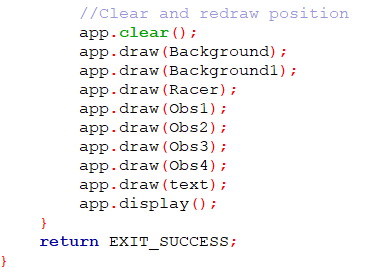 //Clear and redraw position
app.clear();
app.draw(Background);
app.draw(Background1);
app.draw(Racer);
app.draw(Obs1);
app.draw(Obs2);
app.draw(Obs3);
app.draw(Obs4);
app.draw(text);
app.display();
}
return EXIT_SUCCESS;
}